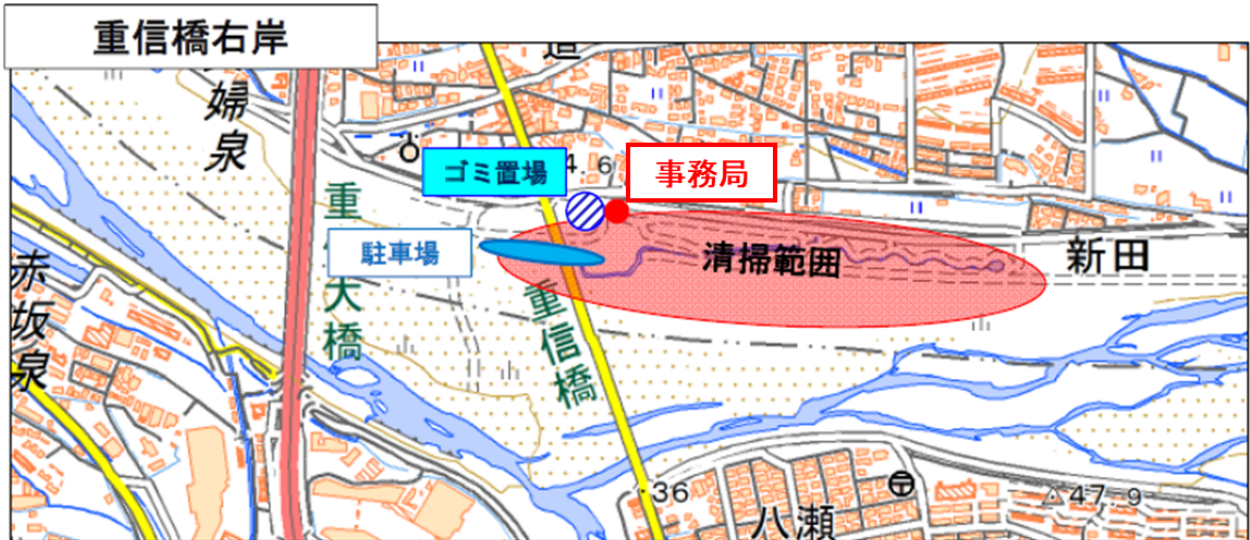 重信橋右岸
道
婦泉
4.6
ゴミ置場
事務局
重
大橋
駐車場
清掃範囲
新田
赤坂泉
重信橋
36
47.9
八瀬